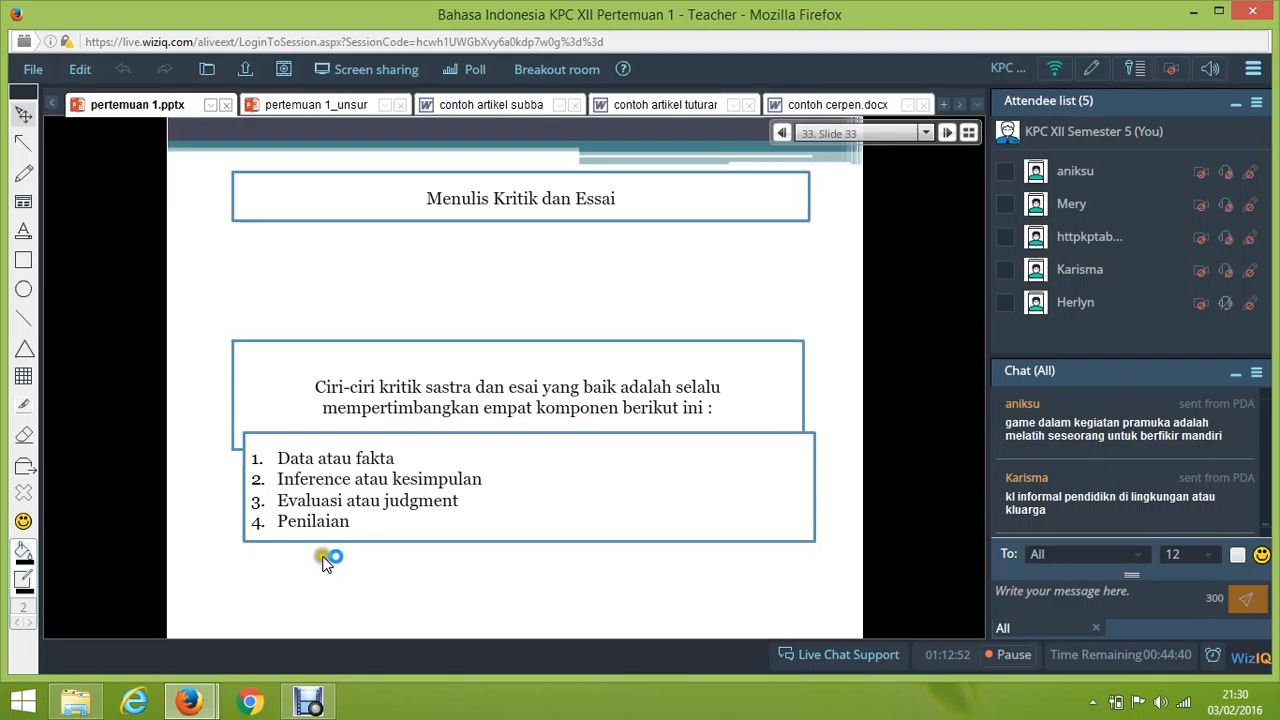 Bahasa Indonesia KPC XII Pertemuan 1 - Teacher - Mozilla Firefox
https://live.wiziq.com/aliveext/LoginToSession.aspx?SessionCode=hcwh1UWGbXvy6a0kdp7w0g%3d%3d
File Edit Screen sharing Poll Breakout room ? KPC ...
pertemuan 1.pptx pertemuan 1_unsur contoh artikel subba contoh artikel tuturar contoh cerpen.docx
33. Slide 33
Menulis Kritik dan Essai
Ciri-ciri kritik sastra dan esai yang baik adalah selalu
mempertimbangkan empat komponen berikut ini :
1. Data atau fakta
2. Inference atau kesimpulan
3. Evaluasi atau judgment
4. Penilaian
2
Attendee list (5)
KPC XII Semester 5 (You)
aniksu
Mery
httpkptab...
Karisma
Herlyn
Chat (All)
aniksu sent from PDA
game dalam kegiatan pramuka adalah
melatih seseorang untuk berfikir mandiri
Karisma sent from PDA
kl informal pendidikn di lingkungan atau
kluarga
To: All 12
Write your message here. 300
All
Live Chat Support 01:12:52 Pause Time Remaining 00:44:40 WizIQ
21:30
03/02/2016